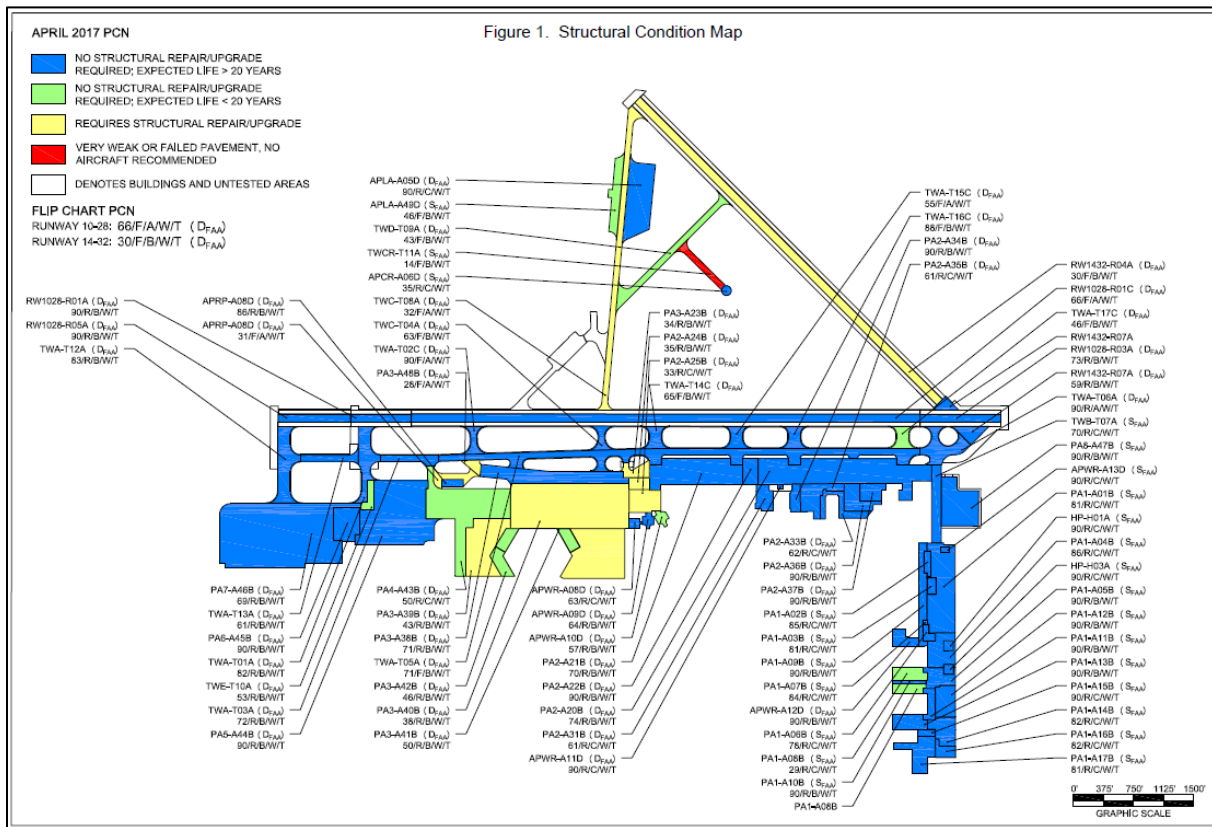 Figure 1. Structural Condition Map
APRIL 2017 PCN
NO STRUCTURAL REPAIR/UPGRADE
REQUIRED; EXPECTED LIFE > 20 YEARS
NO STRUCTURAL REPAIR/UPGRADE
REQUIRED; EXPECTED LIFE < 20 YEARS
REQUIRES STRUCTURAL REPAIR/UPGRADE
VERY WEAK OR FAILED PAVEMENT, NO
AIRCRAFT RECOMMENDED
DENOTES BUILDINGS AND UNTESTED AREAS
FLIP CHART PCN
RUNWAY 10-28: 66/F/A/W/T (DFAA)
RUNWAY 14-32: 30/F/B/W/T (DFAA)
RW1028-R01A (DFAA)
90/R/B/W/T
RW1028-R05A (DFAA)
90/R/B/W/T
TWA-T12A (DFAA)
83/R/B/W/T
APRP-A08D (DFAA)
86/R/B/W/T
APRP-A08D (DFAA)
31/F/A/W/T
APLA-A05D (DFAA)
90/R/C/W/T
APLA-A49D (SFAA)
46/F/B/W/T
TWD-T09A (DFAA)
43/F/B/W/T
TWCR-T11A (SFAA)
14/F/B/W/T
APCR-A06D (SFAA)
35/R/C/W/T
TWC-T08A (DFAA)
32/F/A/W/T
TWC-T04A (DFAA)
63/F/B/W/T
TWA-T02C (DFAA)
90/F/A/W/T
PA3-A48B (DFAA)
26/F/A/W/T
PA3-A23B (DFAA)
34/R/B/W/T
PA2-A24B (DFAA)
35/R/B/W/T
PA2-A25B (DFAA)
33/R/C/W/T
TWA-T14C (DFAA)
65/F/B/W/T
TWA-T15C (DFAA)
55/F/A/W/T
TWA-T16C (DFAA)
88/F/B/W/T
PA2-A34B (DFAA)
90/R/B/W/T
PA2-A35B (DFAA)
61/R/C/W/T
RW1432-R04A (DFAA)
30/F/B/W/T
RW1028-R01C (DFAA)
66/F/A/W/T
TWA-T17C (DFAA)
46/F/B/W/T
RW1432-R07A
RW1028-R03A (DFAA)
73/R/B/W/T
RW1432-R07A (DFAA)
59/R/B/W/T
TWA-T06A (DFAA)
90/R/A/W/T
TWB-T07A (SFAA)
70/R/C/W/T
PA8-A47B (SFAA)
90/R/B/W/T
APWR-A13D (SFAA)
90/R/C/W/T
PA1-A01B (SFAA)
81/R/C/W/T
HP-H01A (SFAA)
90/R/C/W/T
PA1-A04B (SFAA)
86/R/C/W/T
HP-H03A (SFAA)
90/R/C/W/T
PA1-A05B (SFAA)
90/R/B/W/T
PA1-A12B (SFAA)
90/R/B/W/T
PA1-A11B (SFAA)
90/R/B/W/T
PA1-A13B (SFAA)
90/R/B/W/T
PA1-A15B (SFAA)
90/R/C/W/T
PA1-A14B (SFAA)
82/R/C/W/T
PA1-A16B (SFAA)
82/R/C/W/T
PA1-A17B (SFAA)
81/R/C/W/T
PA7-A46B (DFAA)
69/R/B/W/T
TWA-T13A (DFAA)
61/R/B/W/T
PA6-A45B (DFAA)
90/R/B/W/T
TWA-T01A (DFAA)
82/R/B/W/T
TWE-T10A (DFAA)
53/R/B/W/T
TWA-T03A (DFAA)
72/R/B/W/T
PA5-A44B (DFAA)
90/R/B/W/T
PA4-A43B (DFAA)
50/R/C/W/T
PA3-A39B (DFAA)
43/R/B/W/T
PA3-A38B (DFAA)
71/R/B/W/T
TWA-T05A (DFAA)
71/F/B/W/T
PA3-A42B (DFAA)
46/R/B/W/T
PA3-A40B (DFAA)
38/R/B/W/T
PA3-A41B (DFAA)
50/R/B/W/T
APWR-A08D (DFAA)
63/R/C/W/T
APWR-A09D (DFAA)
64/R/B/W/T
APWR-A10D (DFAA)
57/R/B/W/T
PA2-A21B (DFAA)
70/R/B/W/T
PA2-A22B (DFAA)
90/R/B/W/T
PA2-A20B (DFAA)
74/R/B/W/T
PA2-A31B (DFAA)
61/R/C/W/T
APWR-A11D (DFAA)
90/R/C/W/T
PA2-A33B (DFAA)
62/R/C/W/T
PA2-A36B (DFAA)
90/R/B/W/T
PA2-A37B (DFAA)
90/R/B/W/T
PA1-A02B (SFAA)
85/R/C/W/T
PA1-A03B (SFAA)
81/R/C/W/T
PA1-A09B (SFAA)
90/R/B/W/T
PA1-A07B (SFAA)
84/R/C/W/T
APWR-A12D (DFAA)
90/R/B/W/T
PA1-A06B (SFAA)
78/R/C/W/T
PA1-A08B (SFAA)
29/R/C/W/T
PA1-A10B (SFAA)
90/R/B/W/T
PA1-A08B
0' 375' 750' 1125' 1500'
GRAPHIC SCALE